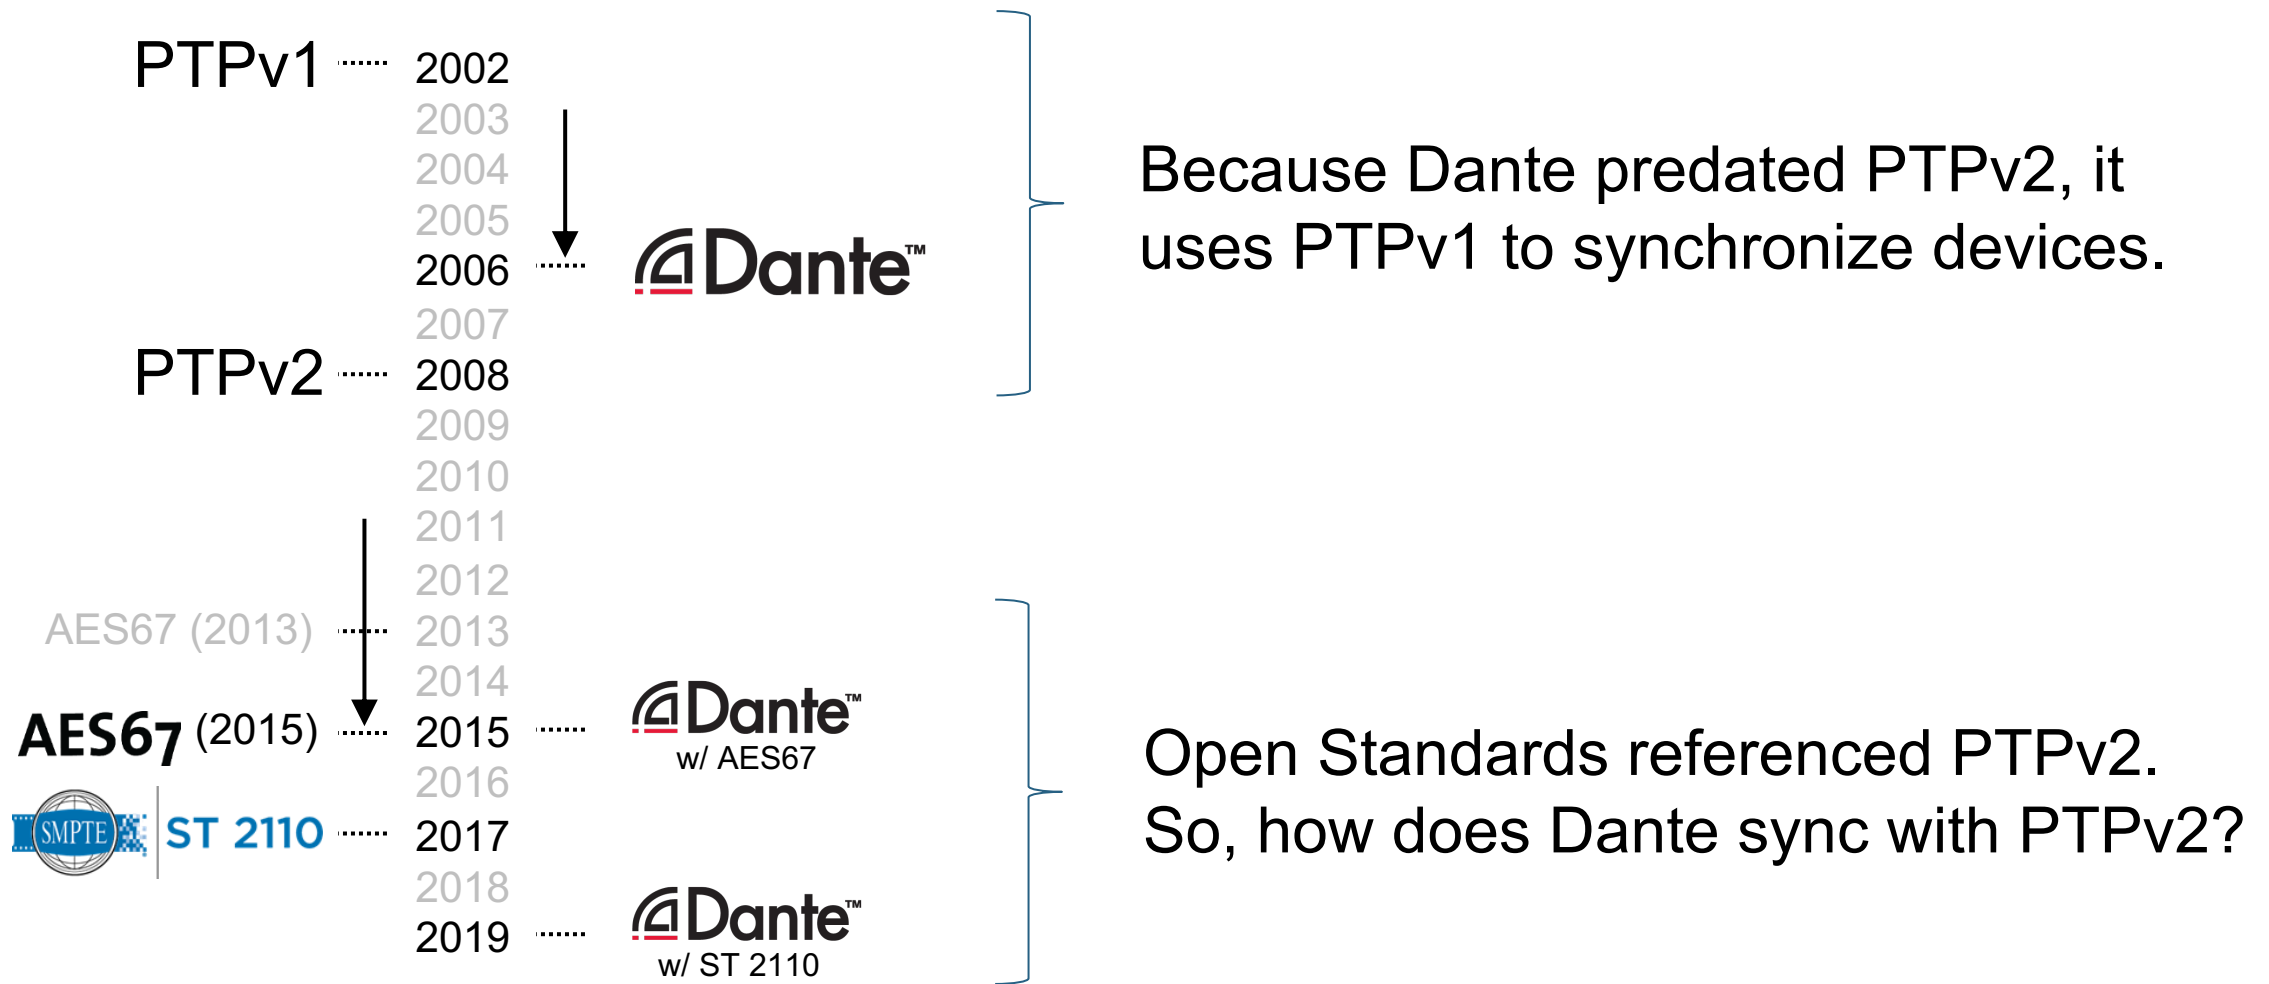 PTPv1
2002
2003
2004
2005
2006
Dante™
2007
PTPv2
2008
2009
2010
2011
2012
AES67 (2013)
2013
2014
AES67 (2015)
2015
Dante™
w/ AES67
2016
SMPTE ST 2110
2017
2018
2019
Dante™
w/ ST 2110
Because Dante predated PTPv2, it
uses PTPv1 to synchronize devices.
Open Standards referenced PTPv2.
So, how does Dante sync with PTPv2?